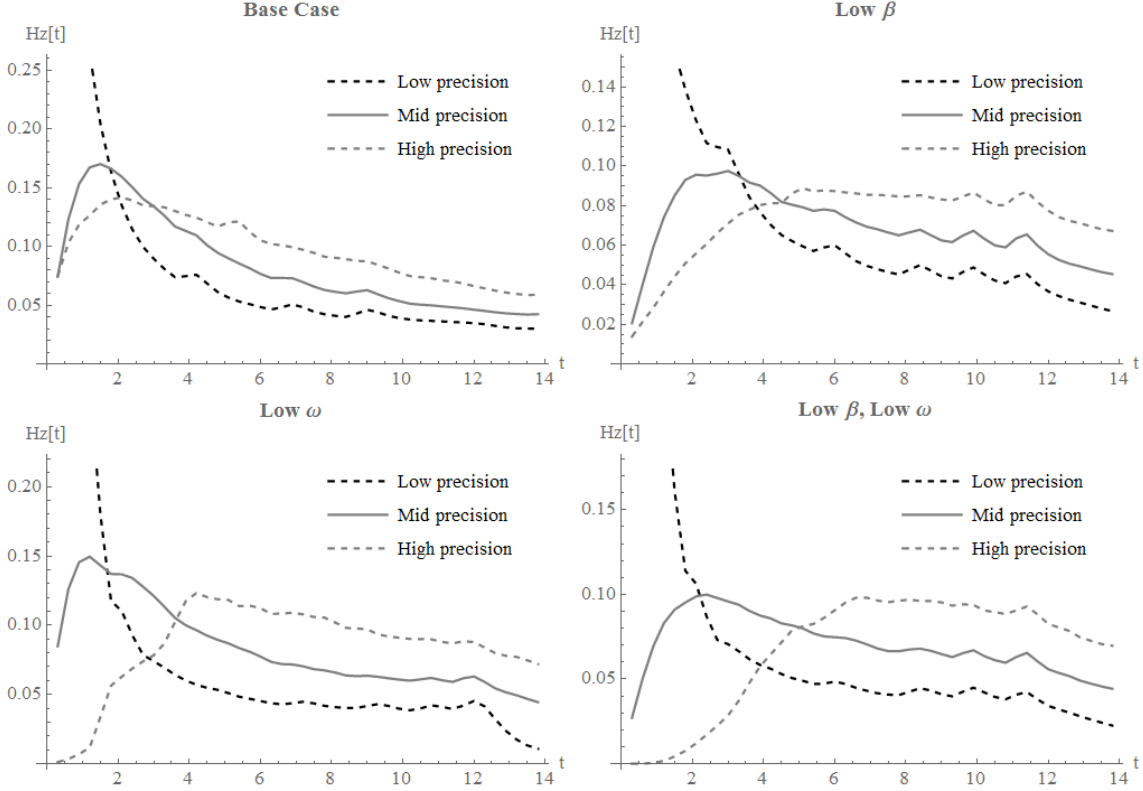 Base Case
Hz[t]
0.25
0.20
0.15
0.10
0.05
2 4 6 8 10 12 14 t
Low precision
Mid precision
High precision
Low β
Hz[t]
0.14
0.12
0.10
0.08
0.06
0.04
0.02
2 4 6 8 10 12 14 t
Low precision
Mid precision
High precision
Low ω
Hz[t]
0.20
0.15
0.10
0.05
2 4 6 8 10 12 14 t
Low precision
Mid precision
High precision
Low β, Low ω
Hz[t]
0.15
0.10
0.05
2 4 6 8 10 12 14 t
Low precision
Mid precision
High precision